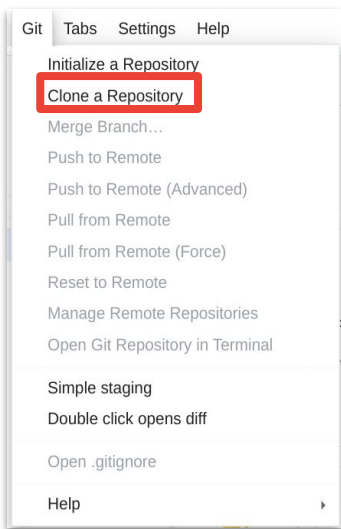 Git Tabs Settings Help
Initialize a Repository
Clone a Repository
Merge Branch…
Push to Remote
Push to Remote (Advanced)
Pull from Remote
Pull from Remote (Force)
Reset to Remote
Manage Remote Repositories
Open Git Repository in Terminal
Simple staging
Double click opens diff
Open .gitignore
Help